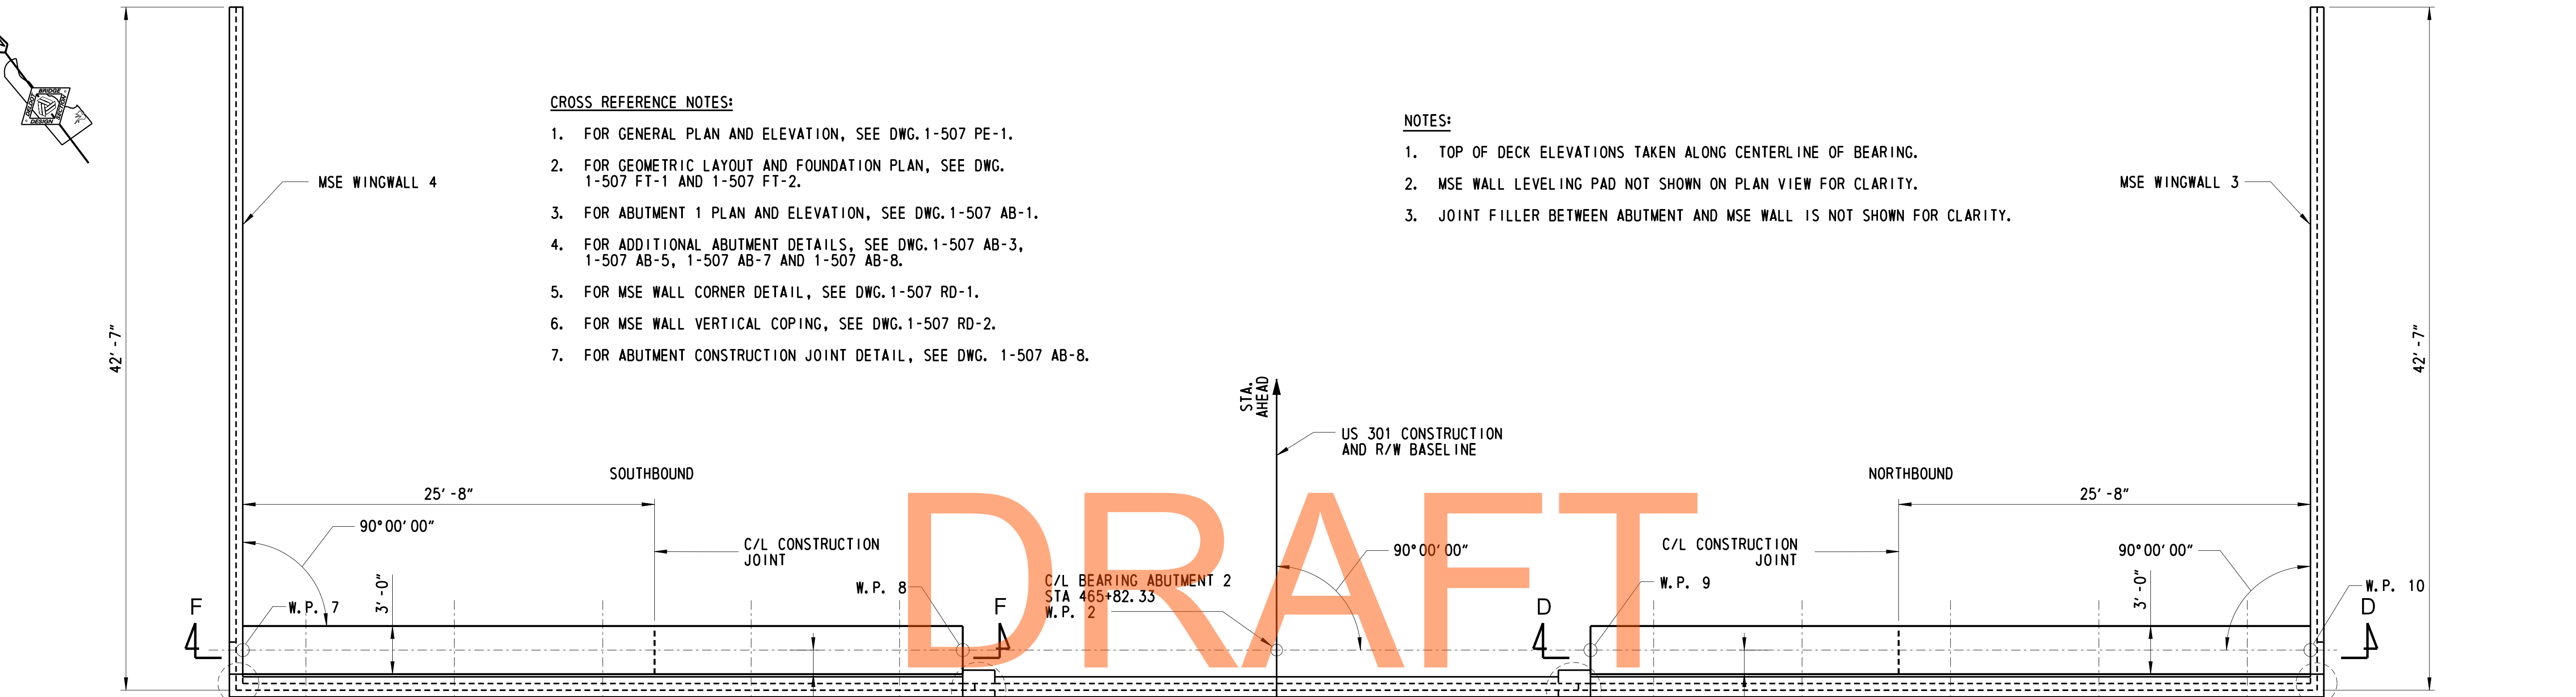 CROSS REFERENCE NOTES:
1. FOR GENERAL PLAN AND ELEVATION, SEE DWG.1-507 PE-1.
2. FOR GEOMETRIC LAYOUT AND FOUNDATION PLAN, SEE DWG.
1-507 FT-1 AND 1-507 FT-2.
3. FOR ABUTMENT 1 PLAN AND ELEVATION, SEE DWG.1-507 AB-1.
4. FOR ADDITIONAL ABUTMENT DETAILS, SEE DWG.1-507 AB-3,
1-507 AB-5, 1-507 AB-7 AND 1-507 AB-8.
5. FOR MSE WALL CORNER DETAIL, SEE DWG.1-507 RD-1.
6. FOR MSE WALL VERTICAL COPING, SEE DWG.1-507 RD-2.
7. FOR ABUTMENT CONSTRUCTION JOINT DETAIL, SEE DWG. 1-507 AB-8.
NOTES:
1. TOP OF DECK ELEVATIONS TAKEN ALONG CENTERLINE OF BEARING.
2. MSE WALL LEVELING PAD NOT SHOWN ON PLAN VIEW FOR CLARITY.
3. JOINT FILLER BETWEEN ABUTMENT AND MSE WALL IS NOT SHOWN FOR CLARITY.
BRIDGE
SECTION
DESIGN
MSE WINGWALL 4
MSE WINGWALL 3
42'-7"
42'-7"
STA.
AHEAD
US 301 CONSTRUCTION
AND R/W BASELINE
SOUTHBOUND
NORTHBOUND
25'-8"
25'-8"
90°00'00"
C/L CONSTRUCTION
JOINT
90°00'00"
C/L CONSTRUCTION
JOINT
90°00'00"
W.P. 7
3'-0"
W.P. 8
C/L BEARING ABUTMENT 2
STA 465+82.33
W.P. 2
W.P. 9
3'-0"
W.P. 10
F
F
D
D
DRAFT